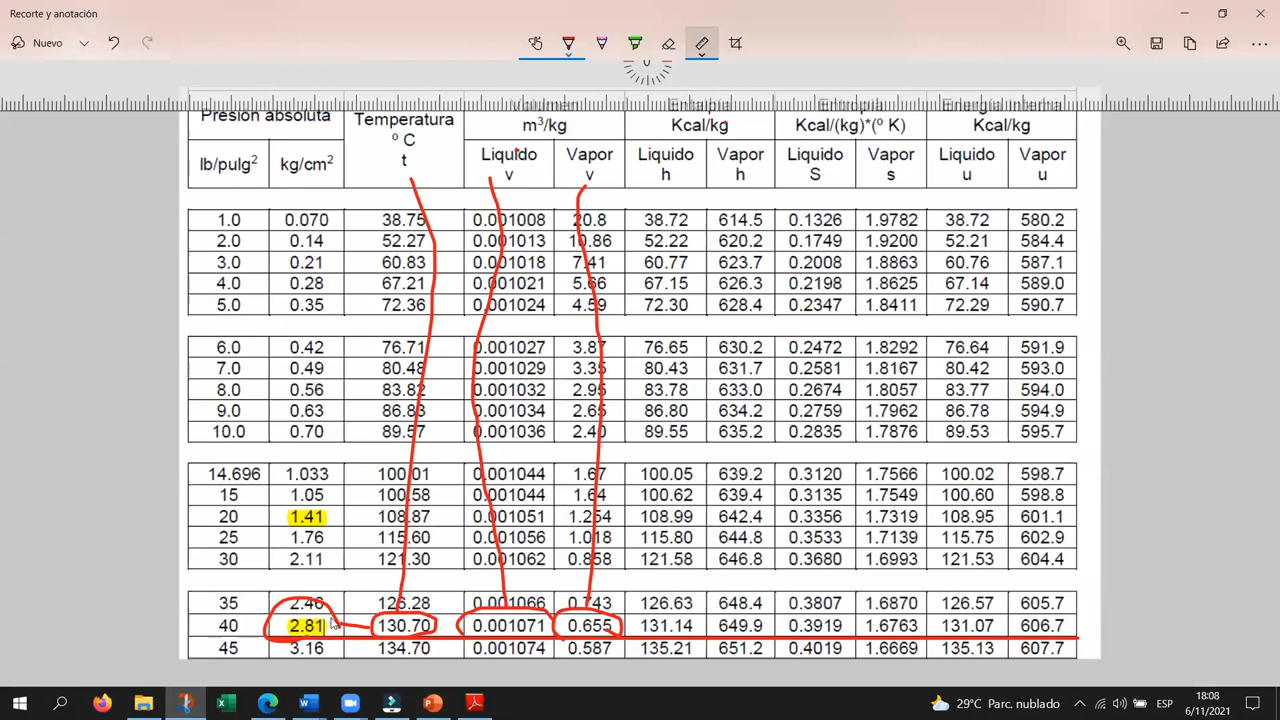 Recorte y anotación
Nuevo
Volumen Entalpía Entropía Energía Interna
Presion absoluta Temperatura m³/kg Kcal/kg Kcal/(kg)*(º K) Kcal/kg
º C
lb/pulg² kg/cm² t Liquido Vapor Liquido Vapor Liquido Vapor Liquido Vapor
v v h h S s u u
1.0 0.070 38.75 0.001008 20.8 38.72 614.5 0.1326 1.9782 38.72 580.2
2.0 0.14 52.27 0.001013 10.86 52.22 620.2 0.1749 1.9200 52.21 584.4
3.0 0.21 60.83 0.001018 7.41 60.77 623.7 0.2008 1.8863 60.76 587.1
4.0 0.28 67.21 0.001021 5.66 67.15 626.3 0.2198 1.8625 67.14 589.0
5.0 0.35 72.36 0.001024 4.59 72.30 628.4 0.2347 1.8411 72.29 590.7
6.0 0.42 76.71 0.001027 3.87 76.65 630.2 0.2472 1.8292 76.64 591.9
7.0 0.49 80.48 0.001029 3.35 80.43 631.7 0.2581 1.8167 80.42 593.0
8.0 0.56 83.82 0.001032 2.95 83.78 633.0 0.2674 1.8057 83.77 594.0
9.0 0.63 86.83 0.001034 2.65 86.80 634.2 0.2759 1.7962 86.78 594.9
10.0 0.70 89.57 0.001036 2.40 89.55 635.2 0.2835 1.7876 89.53 595.7
14.696 1.033 100.01 0.001044 1.67 100.05 639.2 0.3120 1.7566 100.02 598.7
15 1.05 100.58 0.001044 1.64 100.62 639.4 0.3135 1.7549 100.60 598.8
20 1.41 108.87 0.001051 1.254 108.99 642.4 0.3356 1.7319 108.95 601.1
25 1.76 115.60 0.001056 1.018 115.80 644.8 0.3533 1.7139 115.75 602.9
30 2.11 121.30 0.001062 0.858 121.58 646.8 0.3680 1.6993 121.53 604.4
35 2.46 126.28 0.001066 0.743 126.63 648.4 0.3807 1.6870 126.57 605.7
40 2.81 130.70 0.001071 0.655 131.14 649.9 0.3919 1.6763 131.07 606.7
45 3.16 134.70 0.001074 0.587 135.21 651.2 0.4019 1.6669 135.13 607.7
29°C Parc. nublado ESP 18:08
6/11/2021